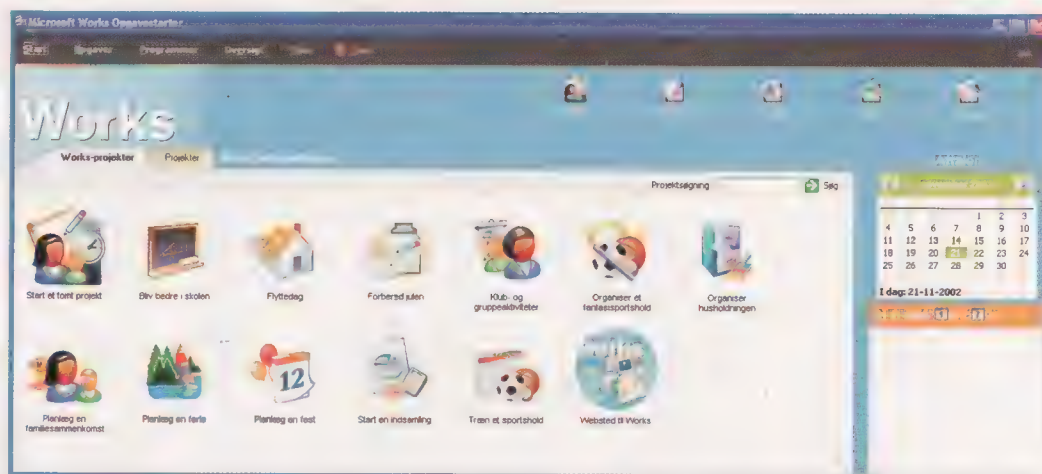 Microsoft Works Opgavestarter
Start Opgaver Programmer Oversigt
Works
Works-projekter Projekter
Projektsøgning Søg
Start et tomt projekt
Bliv bedre i skolen
Flyttedag
Forbered julen
Klub- og
gruppeaktiviteter
Organiser et
fantasisportshold
Organiser
husholdningen
Planlæg en
familiesammenkomst
Planlæg en ferie
Planlæg en fest
12
Start en indsamling
Træn et sportshold
Websted til Works
1 2 3
4 5 6 7 8 9 10
11 12 13 14 15 16 17
18 19 20 21 22 23 24
25 26 27 28 29 30
I dag: 21-11-2002